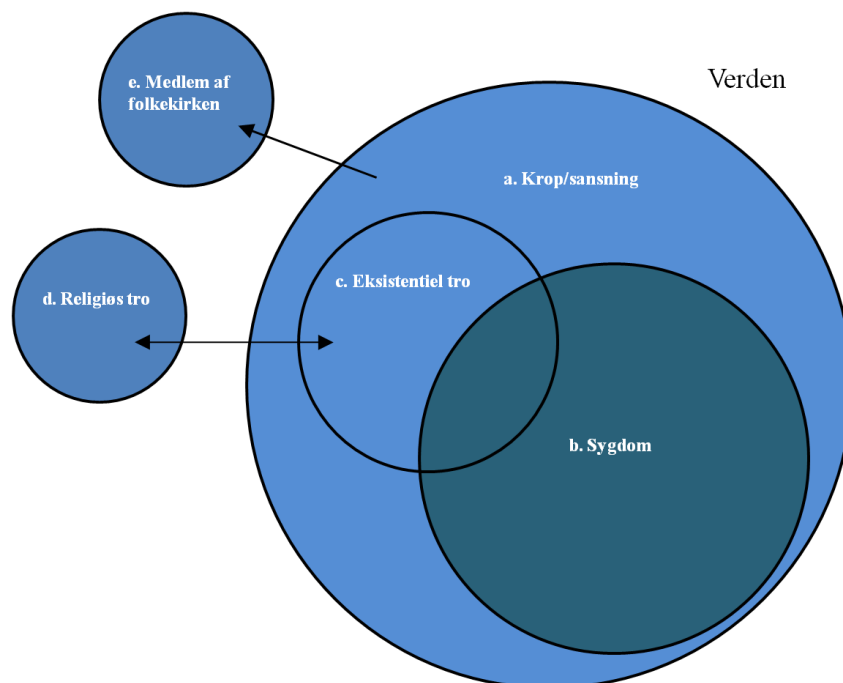 e. Medlem af
folkekirken
Verden
a. Krop/sansning
c. Eksistentiel tro
d. Religiøs tro
b. Sygdom